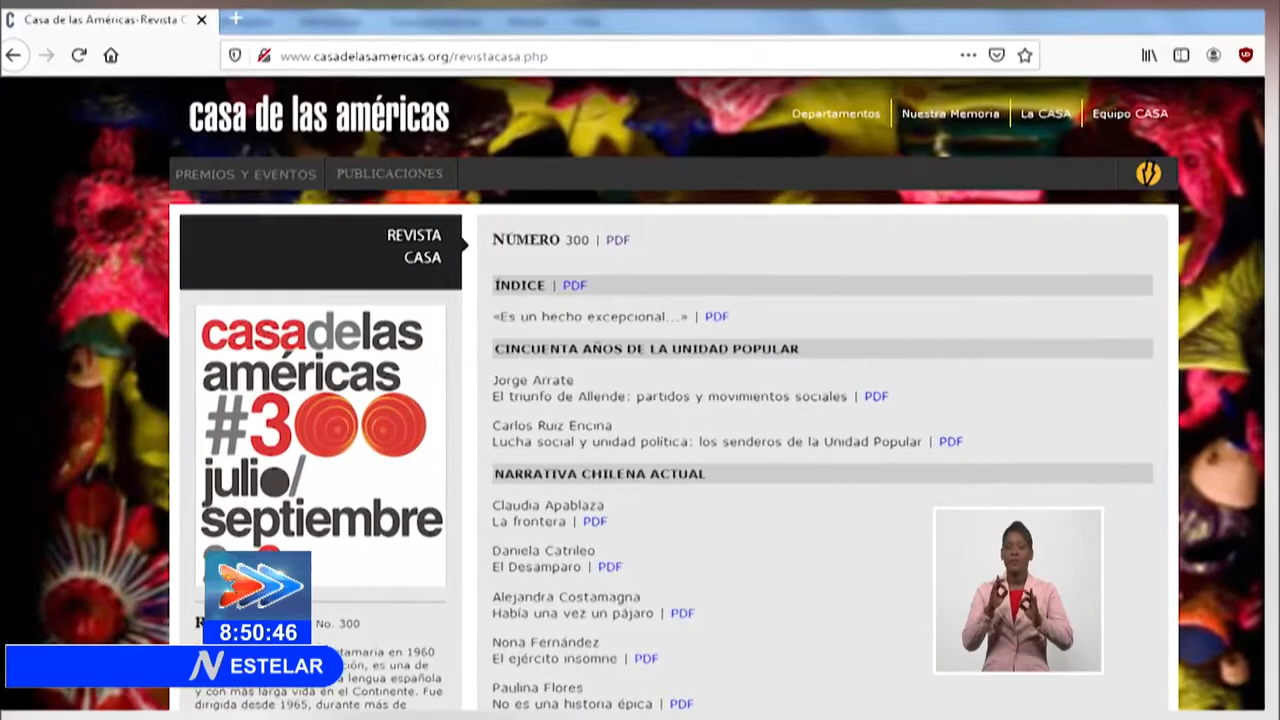 Casa de las Américas-Revista C
www.casadelasamericas.org/revistacasa.php
casa de las américas
Departamentos
Nuestra Memoria
La CASA
Equipo CASA
PREMIOS Y EVENTOS
PUBLICACIONES
REVISTA
CASA
casadelas
américas
#300
julio/
septiembre
No. 300
tamaria en 1960
ción, es una de
lengua española
y con más larga vida en el Continente. Fue
dirigida desde 1965, durante más de
NÚMERO 300 | PDF
ÍNDICE | PDF
«Es un hecho excepcional...» | PDF
CINCUENTA AÑOS DE LA UNIDAD POPULAR
Jorge Arrate
El triunfo de Allende: partidos y movimientos sociales | PDF
Carlos Ruiz Encina
Lucha social y unidad política: los senderos de la Unidad Popular | PDF
NARRATIVA CHILENA ACTUAL
Claudia Apablaza
La frontera | PDF
Daniela Catrileo
El Desamparo | PDF
Alejandra Costamagna
Había una vez un pájaro | PDF
Nona Fernández
El ejército insomne | PDF
Paulina Flores
No es una historia épica | PDF
8:50:46
N ESTELAR